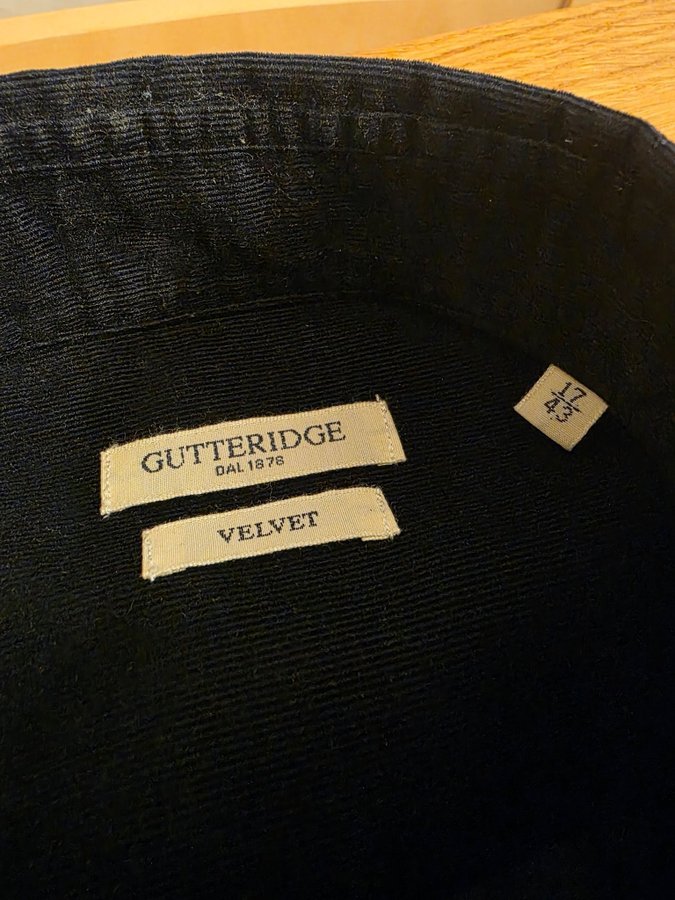 GUTTERIDGE
DAL 1878
VELVET
17
43